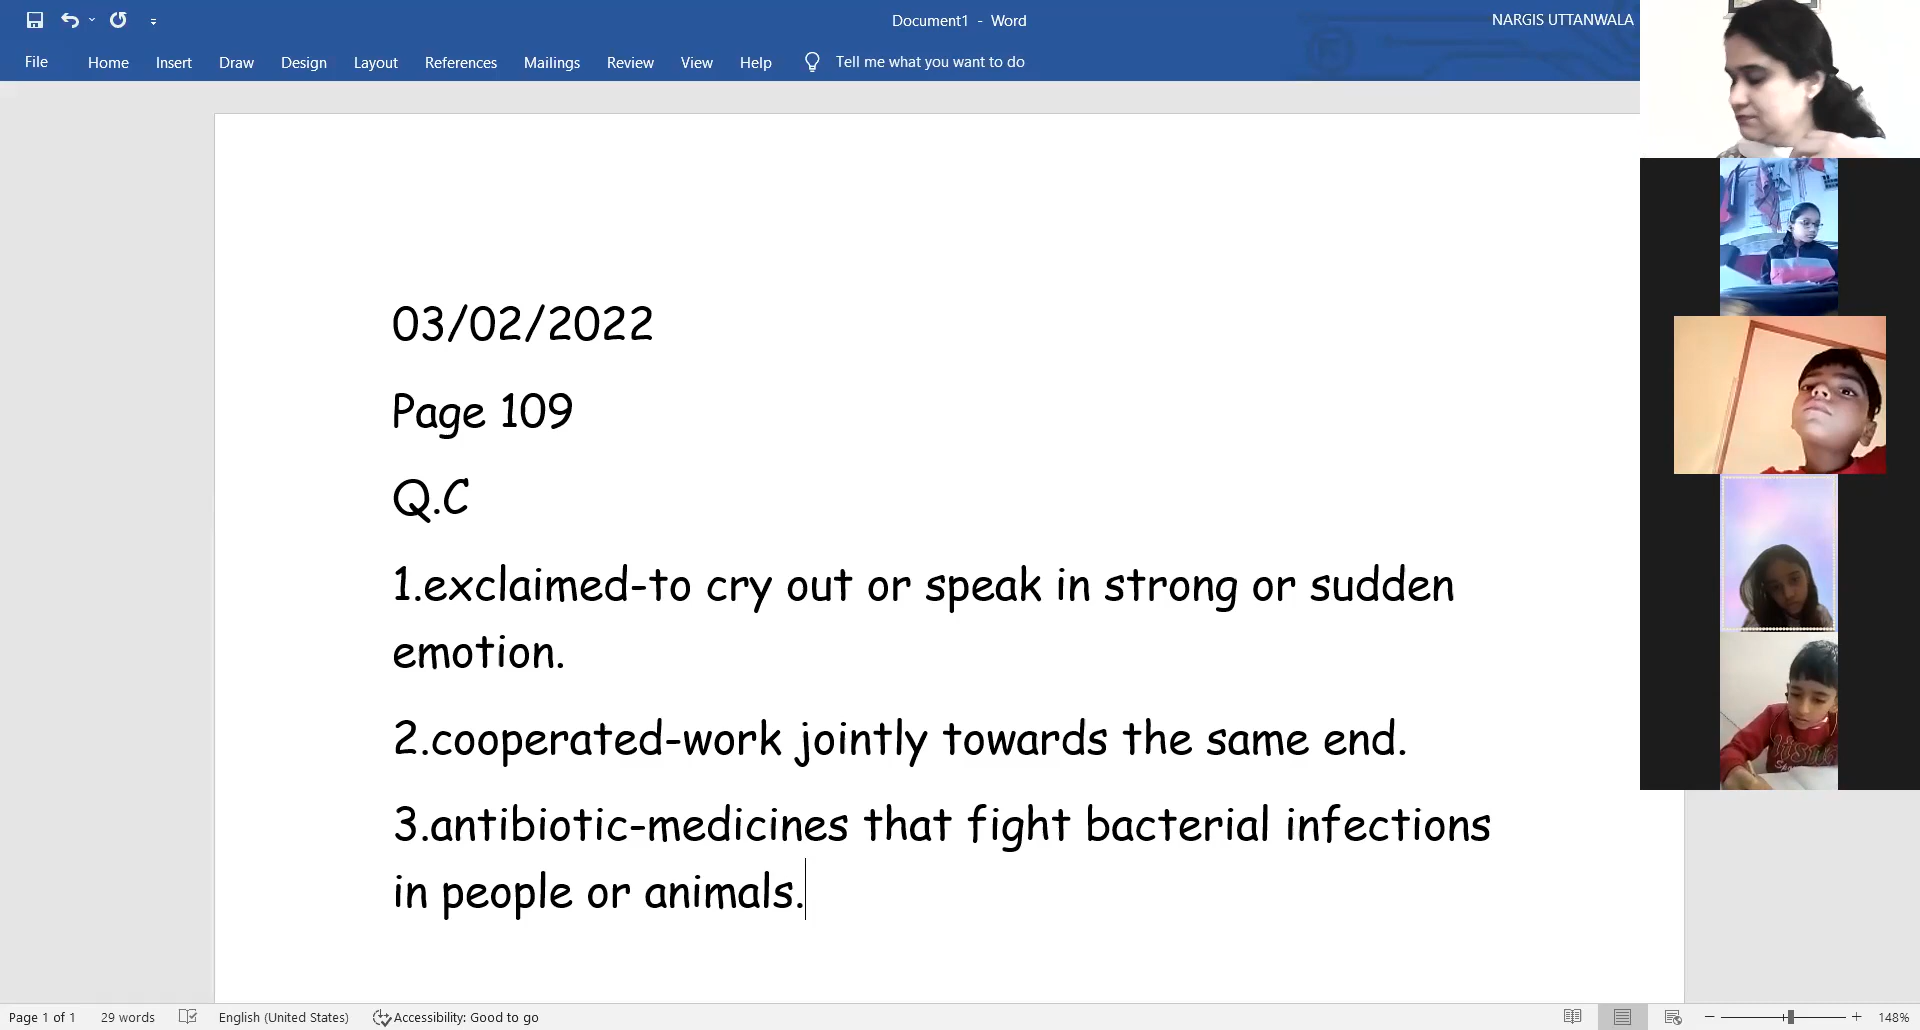 Document1 - Word
NARGIS UTTANWALA
File Home Insert Draw Design Layout References Mailings Review View Help Tell me what you want to do
03/02/2022
Page 109
Q.C
1.exclaimed-to cry out or speak in strong or sudden
emotion.
2.cooperated-work jointly towards the same end.
3.antibiotic-medicines that fight bacterial infections
in people or animals.
Page 1 of 1 29 words English (United States) Accessibility: Good to go 148%